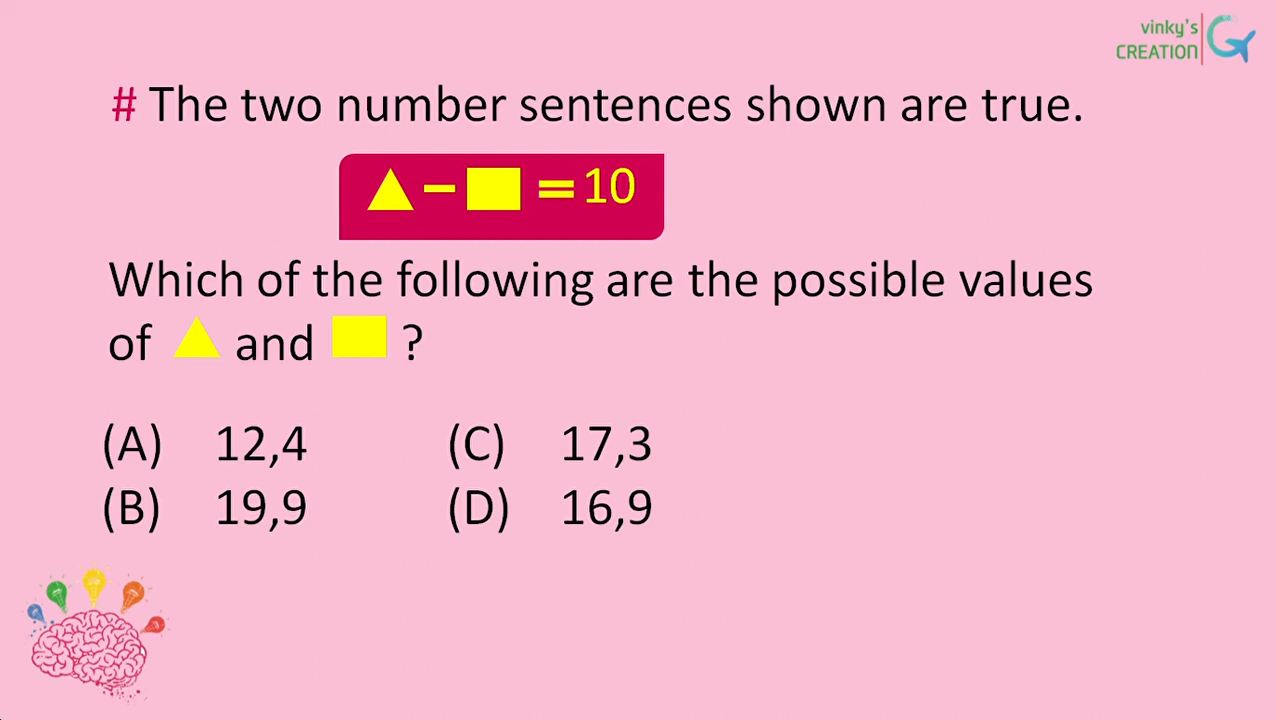 vinky's
CREATION
# The two number sentences shown are true.
▲ − ■ = 10
Which of the following are the possible values
of ▲ and ■ ?
(A) 12,4 (C) 17,3
(B) 19,9 (D) 16,9